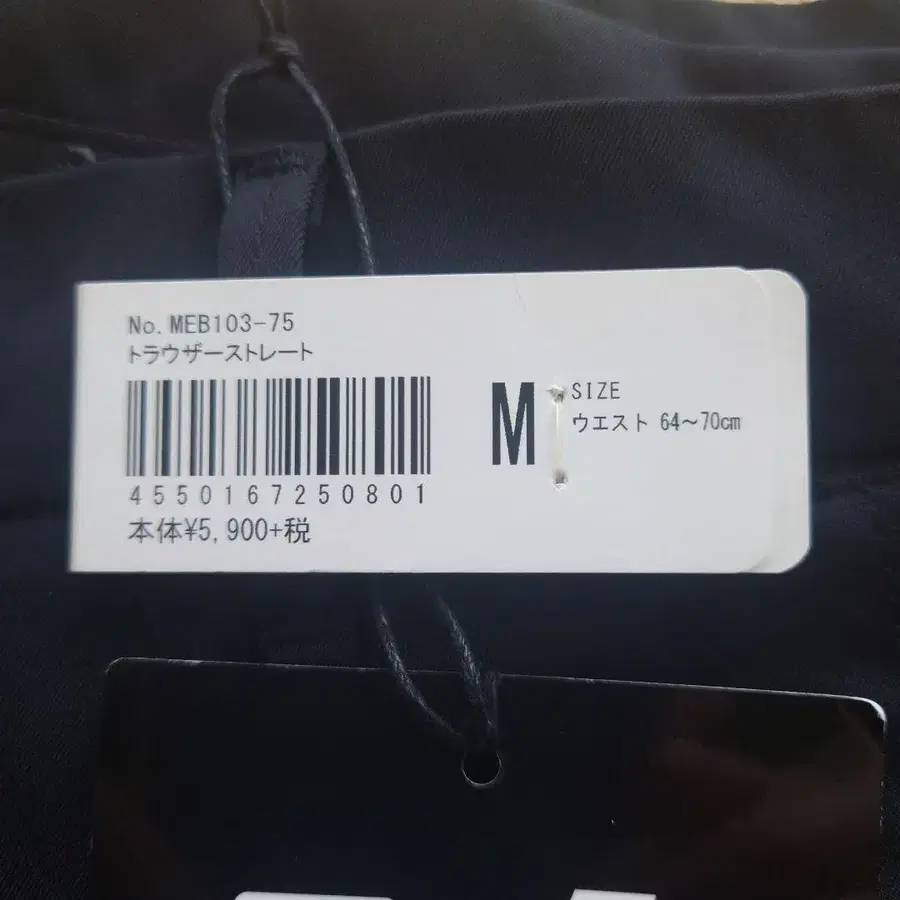 No. MEB103-75
トラウザーストレート
4550167250801
本体¥5,900+税
M
SIZE
ウエスト 64〜70cm